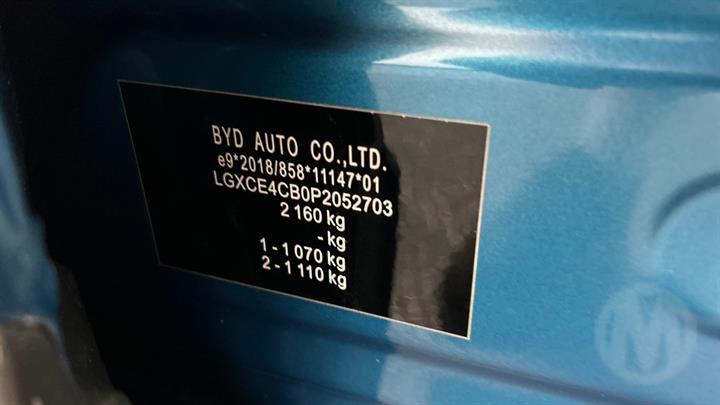 BYD AUTO CO.,LTD.
e9*2018/858*11147*01
LGXCE4CB0P2052703
2 160 kg
- kg
1 - 1 070 kg
2 - 1 110 kg
M